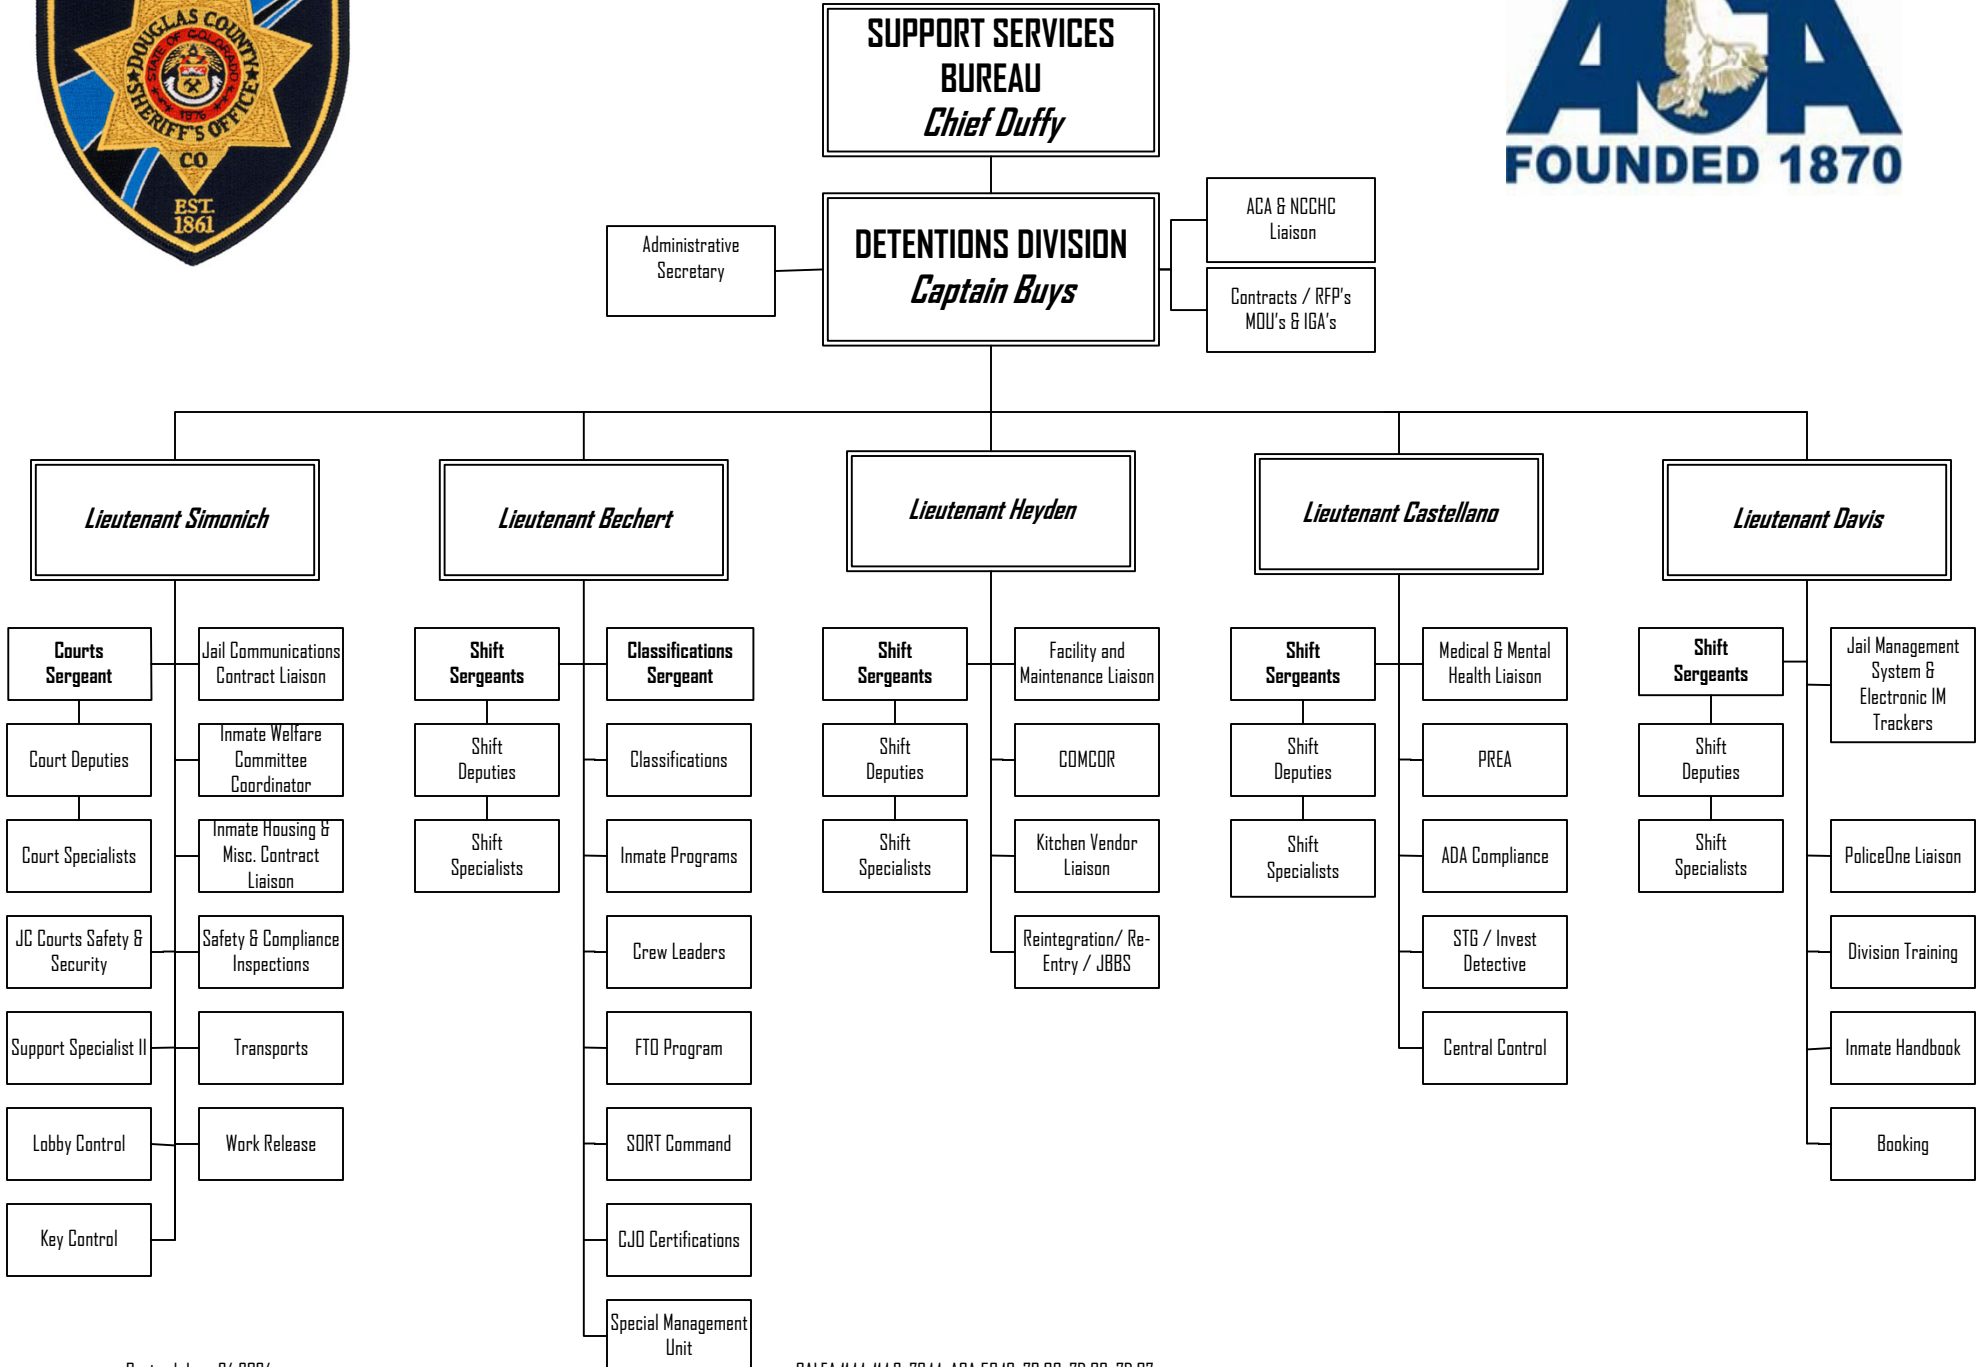 DOUGLAS COUNTY
SHERIFF'S OFFICE
STATE OF COLORADO
1876
CO
EST.
1861
SUPPORT SERVICES
BUREAU
Chief Duffy
ACA
FOUNDED 1870
DETENTIONS DIVISION
Captain Buys
Administrative
Secretary
ACA & NCCHC
Liaison
Contracts / RFP's
MOU's & IGA's
Lieutenant Simonich
Lieutenant Bechert
Lieutenant Heyden
Lieutenant Castellano
Lieutenant Davis
Courts
Sergeant
Jail Communications
Contract Liaison
Court Deputies
Inmate Welfare
Committee
Coordinator
Court Specialists
Inmate Housing &
Misc. Contract
Liaison
JC Courts Safety &
Security
Safety & Compliance
Inspections
Support Specialist II
Transports
Lobby Control
Work Release
Key Control
Shift
Sergeants
Classifications
Sergeant
Shift
Deputies
Classifications
Shift
Specialists
Inmate Programs
Crew Leaders
FTO Program
SORT Command
CJO Certifications
Special Management
Unit
Shift
Sergeants
Facility and
Maintenance Liaison
Shift
Deputies
COMCOR
Shift
Specialists
Kitchen Vendor
Liaison
Reintegration/ Re-
Entry / JBBS
Shift
Sergeants
Medical & Mental
Health Liaison
Shift
Deputies
PREA
Shift
Specialists
ADA Compliance
STG / Invest
Detective
Central Control
Shift
Sergeants
Jail Management
System &
Electronic IM
Trackers
Shift
Deputies
Shift
Specialists
PoliceOne Liaison
Division Training
Inmate Handbook
Booking